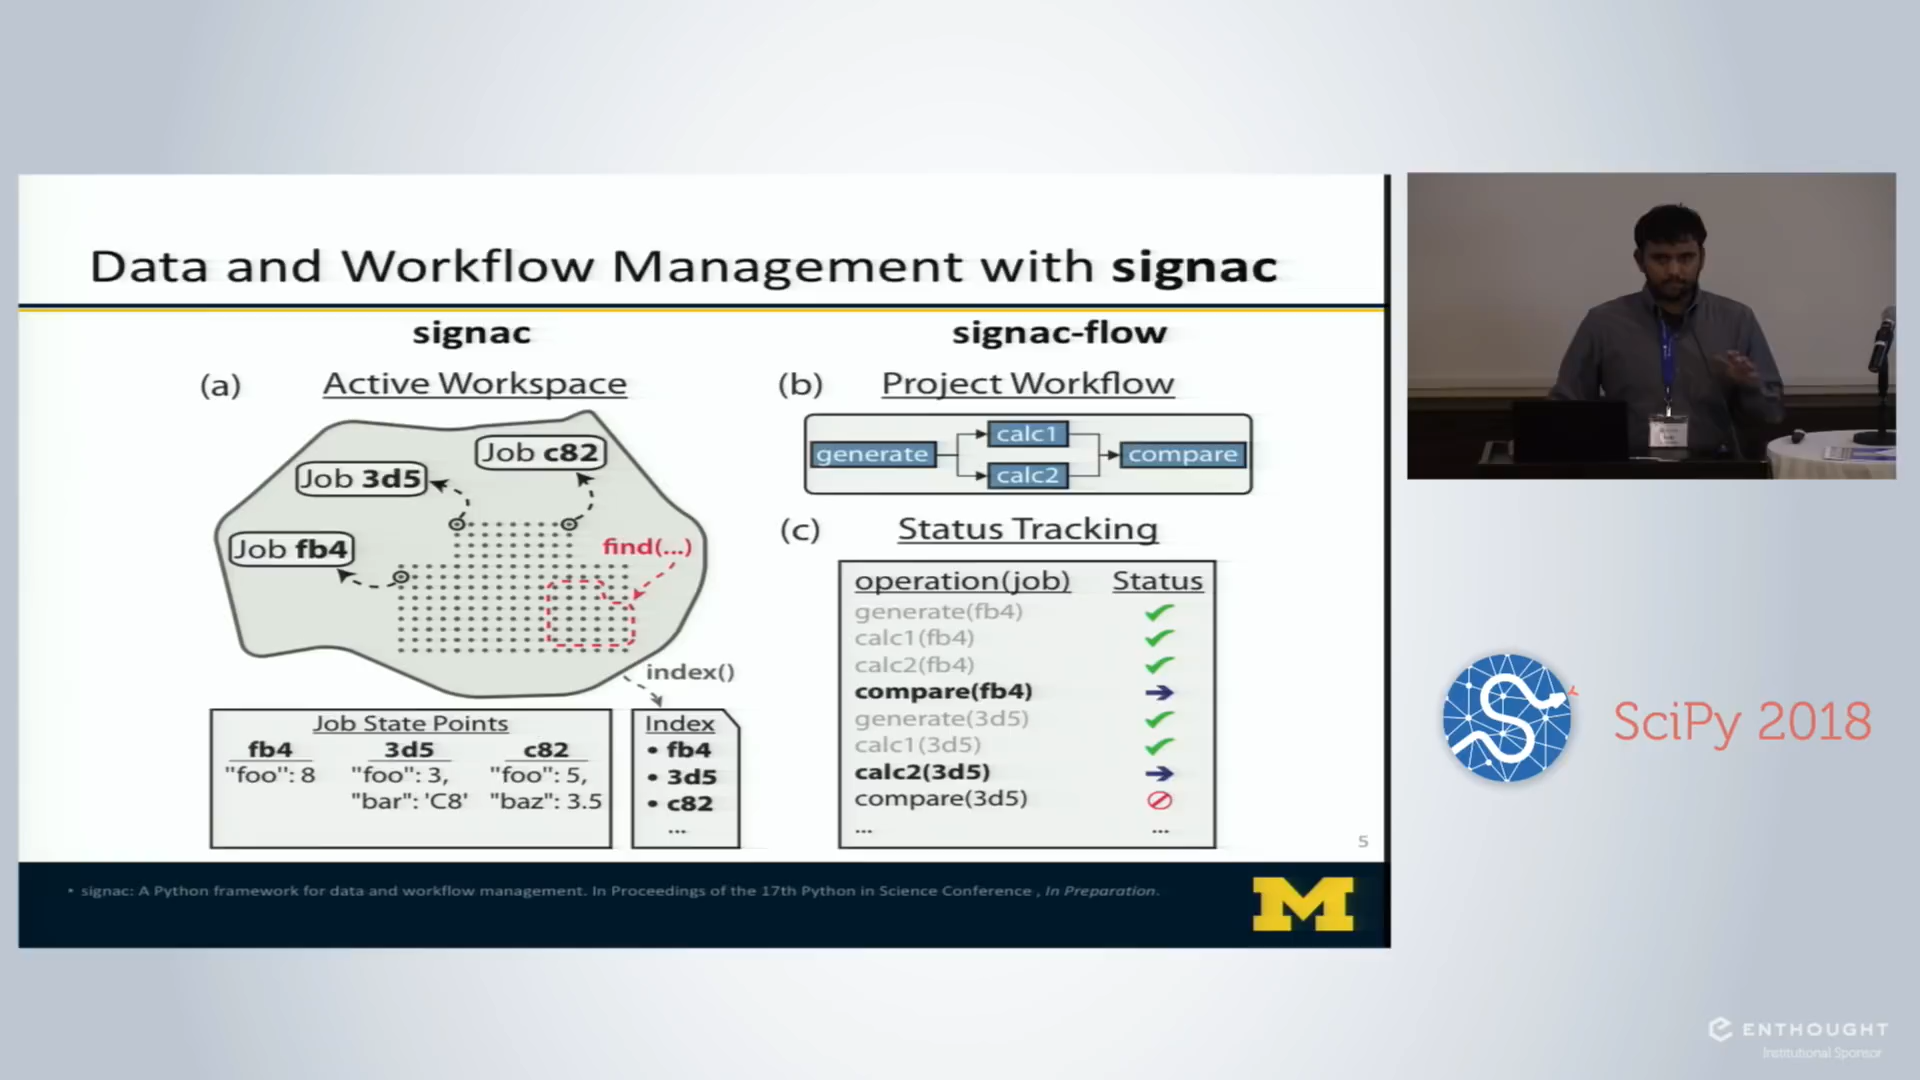 Data and Workflow Management with signac
signac
signac-flow
(a) Active Workspace
Job c82
Job 3d5
Job fb4
find(...)
index()
Job State Points
fb4 3d5 c82
"foo": 8 "foo": 3, "foo": 5,
"bar": 'C8' "baz": 3.5
Index
• fb4
• 3d5
• c82
...
(b) Project Workflow
generate
calc1
calc2
compare
(c) Status Tracking
operation(job) Status
generate(fb4)
calc1(fb4)
calc2(fb4)
compare(fb4)
generate(3d5)
calc1(3d5)
calc2(3d5)
compare(3d5)
... ...
5
• signac: A Python framework for data and workflow management. In Proceedings of the 17th Python in Science Conference , In Preparation.
M
SciPy 2018
ENTHOUGHT
Institutional Sponsor